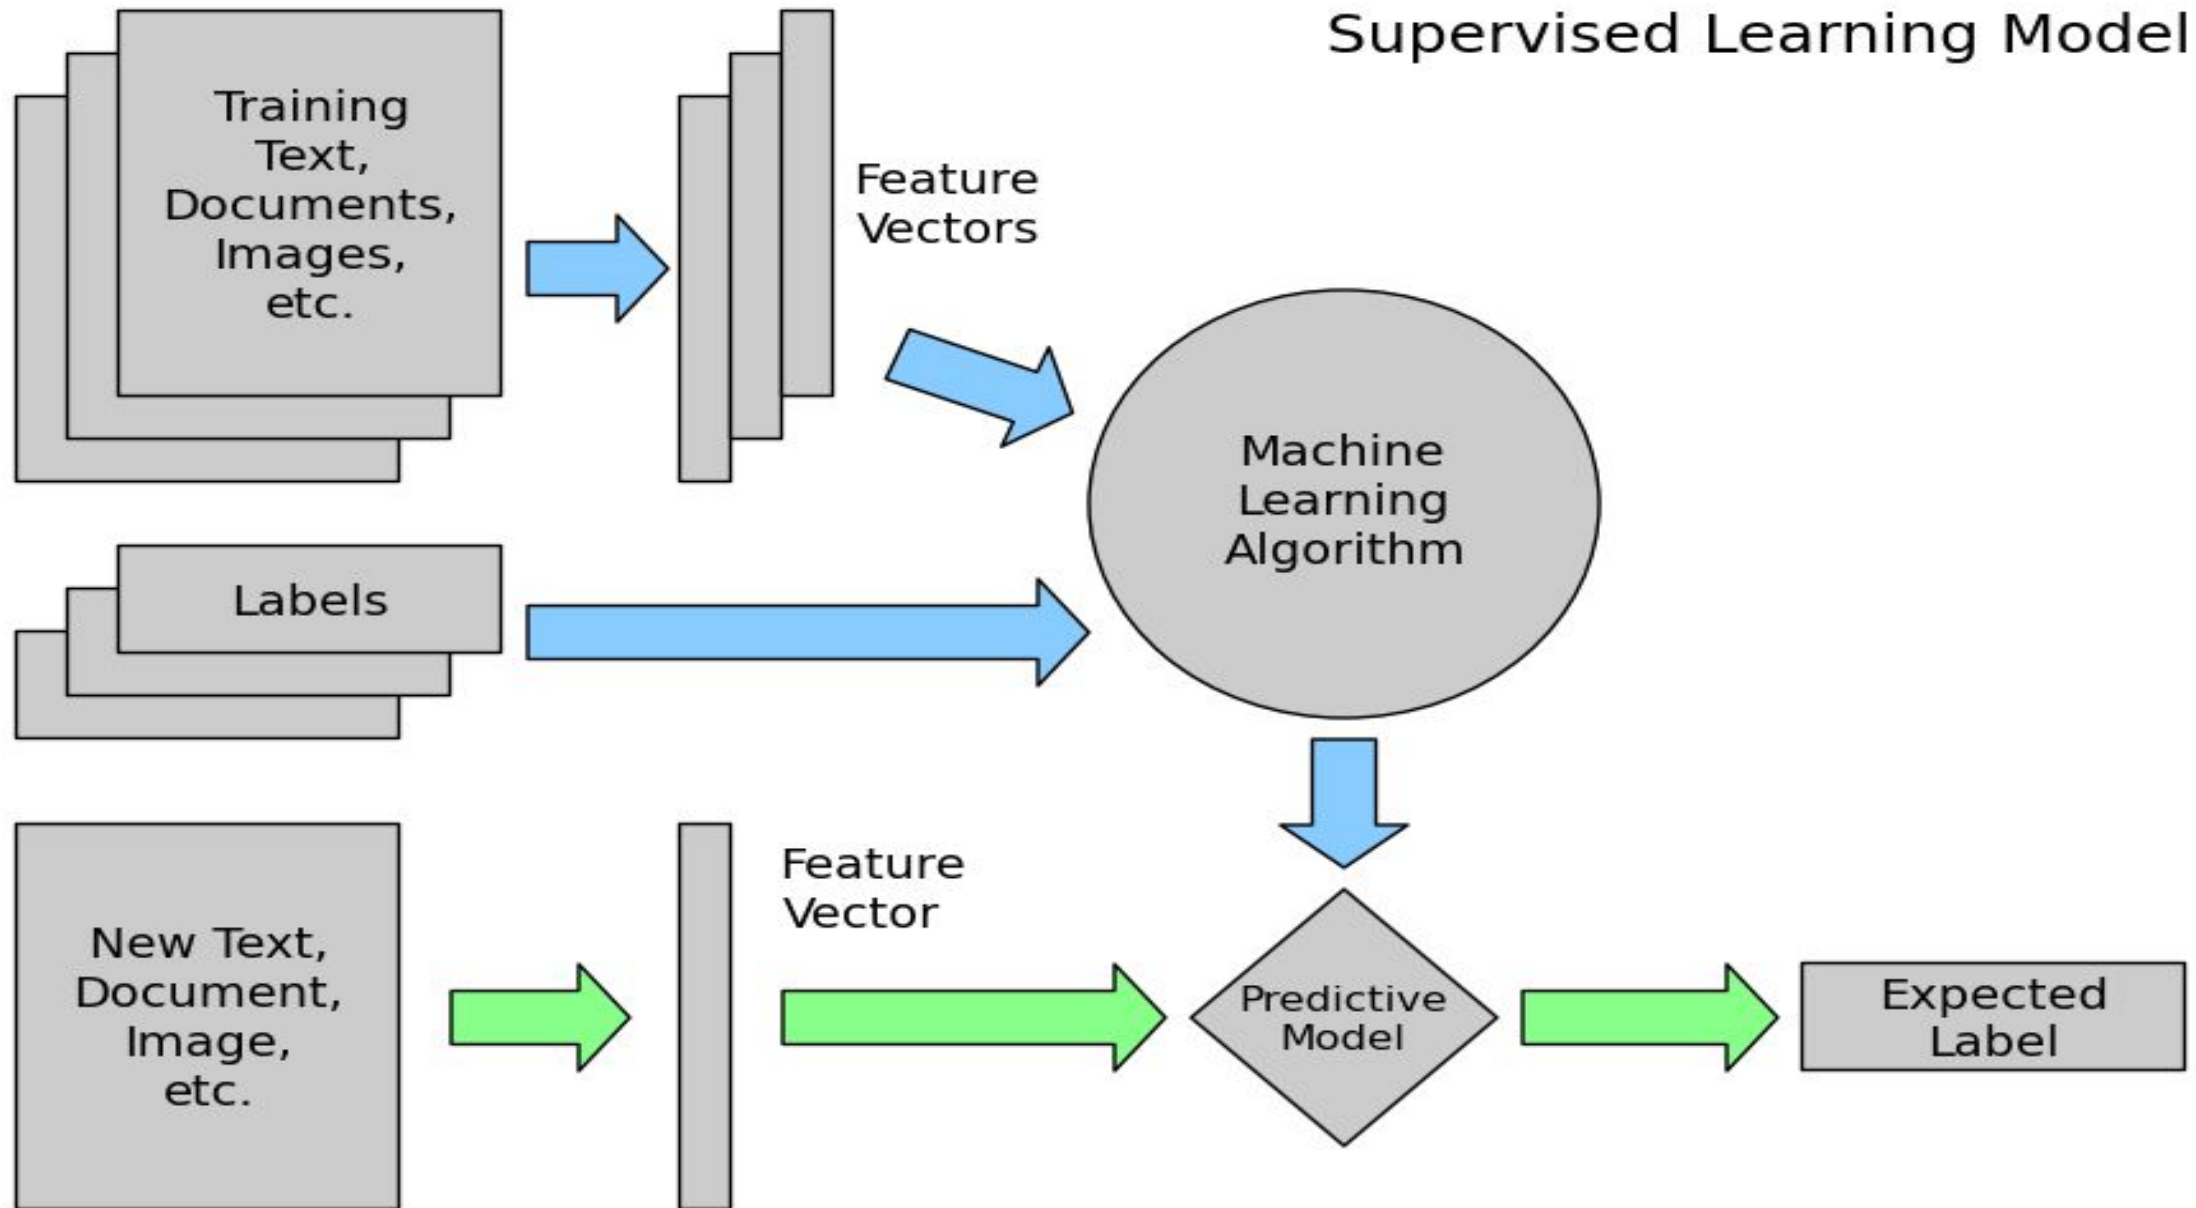 Supervised Learning Model
Training
Text,
Documents,
Images,
etc.
Feature
Vectors
Machine
Learning
Algorithm
Labels
New Text,
Document,
Image,
etc.
Feature
Vector
Predictive
Model
Expected
Label